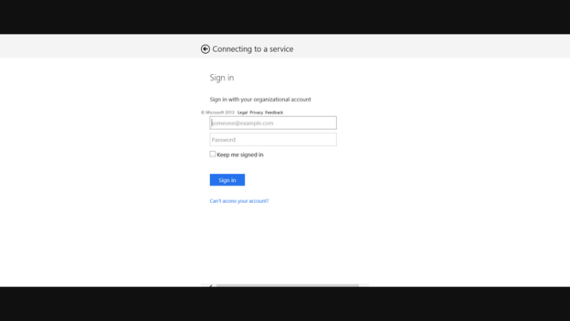 Connecting to a service
Sign in
Sign in with your organizational account
© Microsoft 2013 Legal Privacy Feedback
someone@example.com
Password
Keep me signed in
Sign in
Can't access your account?